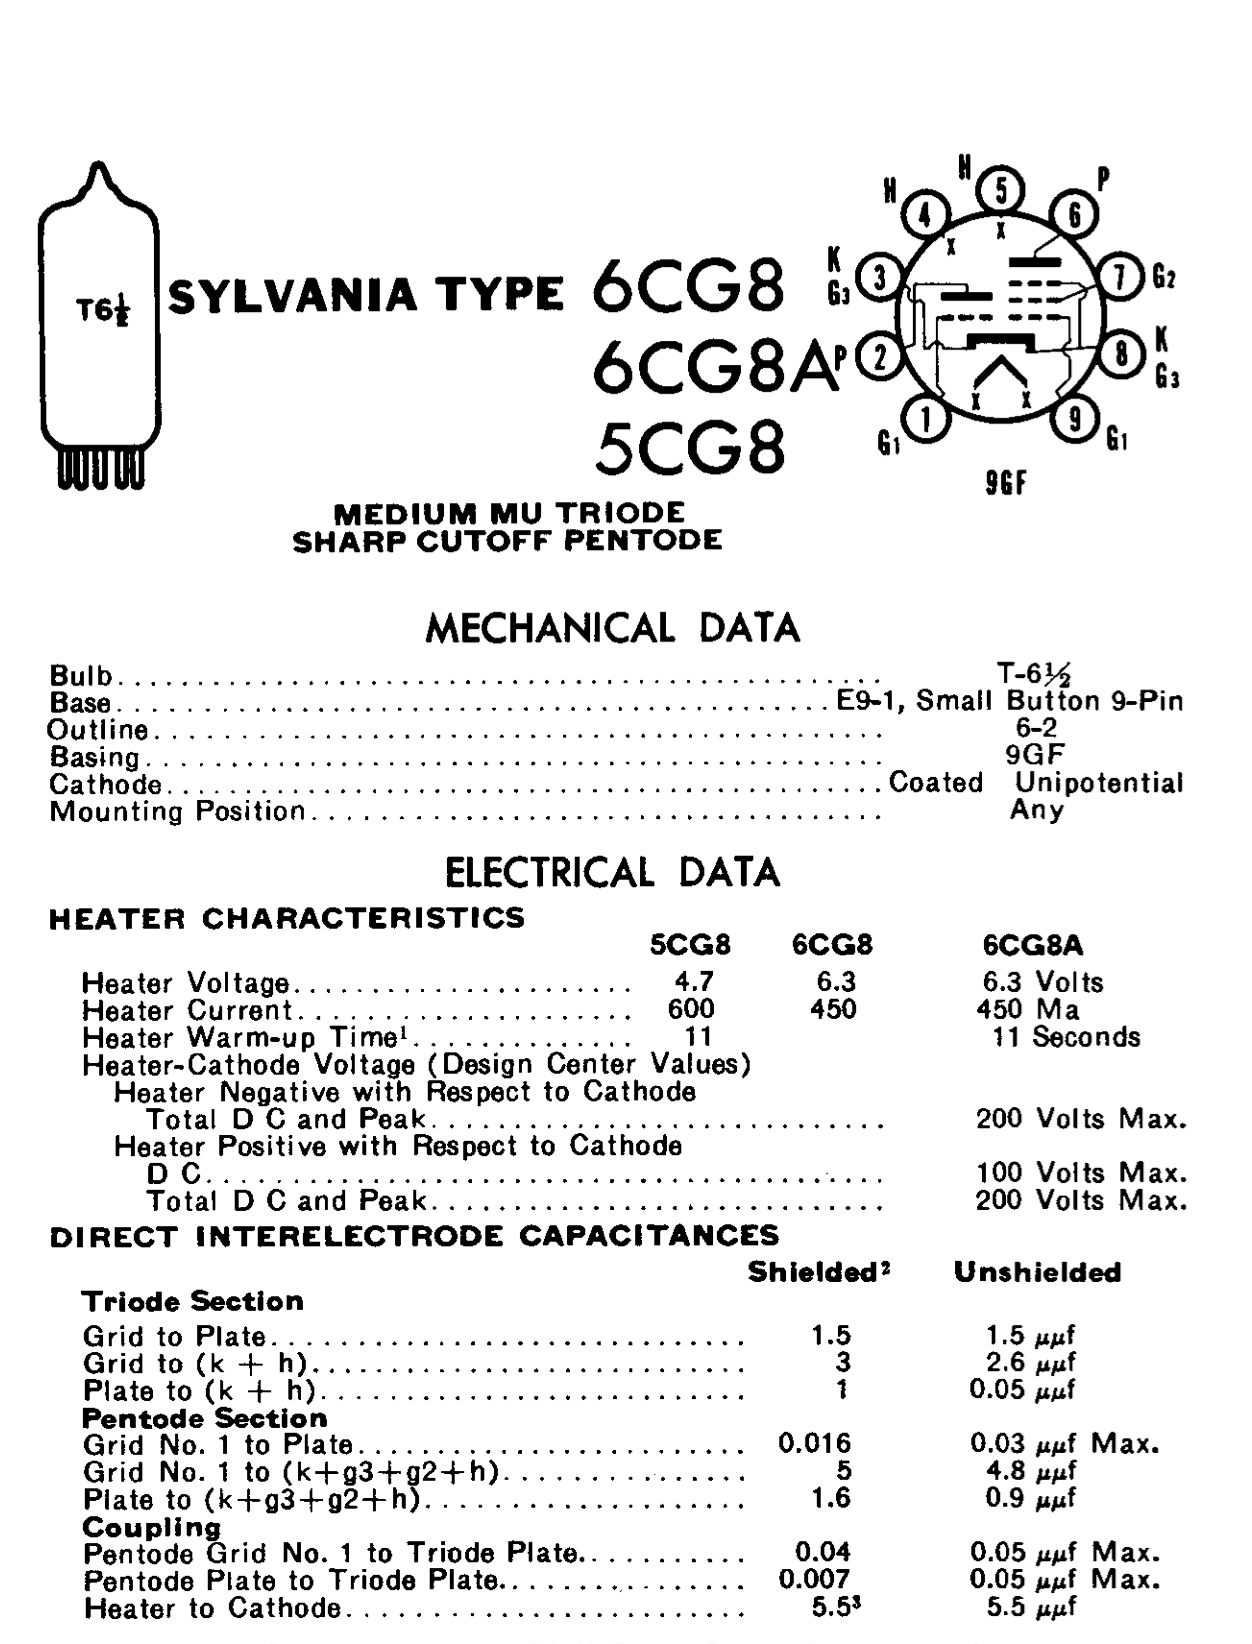 T6½
SYLVANIA TYPE 6CG8
6CG8A
5CG8
H
H
P
4
5
6
K
G3
3
7
G2
P
2
8
K
G3
G1
1
9
G1
X
X
X
X
9GF
MEDIUM MU TRIODE
SHARP CUTOFF PENTODE
MECHANICAL DATA
Bulb................................................ T-6½
Base............................................. E9-1, Small Button 9-Pin
Outline.............................................. 6-2
Basing.............................................. 9GF
Cathode............................................. Coated Unipotential
Mounting Position.................................... Any
ELECTRICAL DATA
HEATER CHARACTERISTICS
5CG8 6CG8 6CG8A
Heater Voltage...................... 4.7 6.3 6.3 Volts
Heater Current...................... 600 450 450 Ma
Heater Warm-up Time¹.............. 11 11 Seconds
Heater-Cathode Voltage (Design Center Values)
Heater Negative with Respect to Cathode
Total D C and Peak............................. 200 Volts Max.
Heater Positive with Respect to Cathode
D C........................................... 100 Volts Max.
Total D C and Peak............................. 200 Volts Max.
DIRECT INTERELECTRODE CAPACITANCES
Shielded² Unshielded
Triode Section
Grid to Plate.............................. 1.5 1.5 μμf
Grid to (k + h)........................... 3 2.6 μμf
Plate to (k + h)........................... 1 0.05 μμf
Pentode Section
Grid No. 1 to Plate......................... 0.016 0.03 μμf Max.
Grid No. 1 to (k+g3+g2+h)................ 5 4.8 μμf
Plate to (k+g3+g2+h)..................... 1.6 0.9 μμf
Coupling
Pentode Grid No. 1 to Triode Plate........... 0.04 0.05 μμf Max.
Pentode Plate to Triode Plate................ 0.007 0.05 μμf Max.
Heater to Cathode.......................... 5.5³ 5.5 μμf